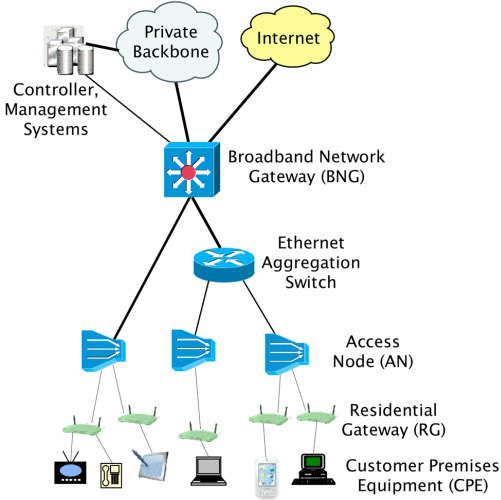 Private
Backbone
Internet
Controller,
Management
Systems
Broadband Network
Gateway (BNG)
Ethernet
Aggregation
Switch
Access
Node (AN)
Residential
Gateway (RG)
Customer Premises
Equipment (CPE)